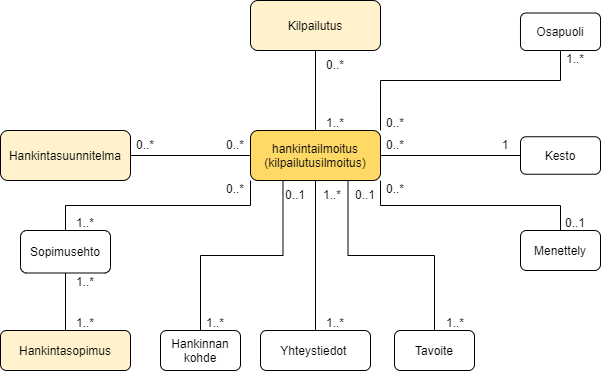 Kilpailutus
Osapuoli
0..*
1..*
1..*
0..*
Hankintasuunnitelma
0..*
0..*
hankintailmoitus
(kilpailutusilmoitus)
0..*
1
Kesto
0..*
0..1
1..*
0..1
0..*
1..*
0..1
Sopimusehto
Menettely
1..*
1..*
1..*
1..*
1..*
Hankintasopimus
Hankinnan
kohde
Yhteystiedot
Tavoite